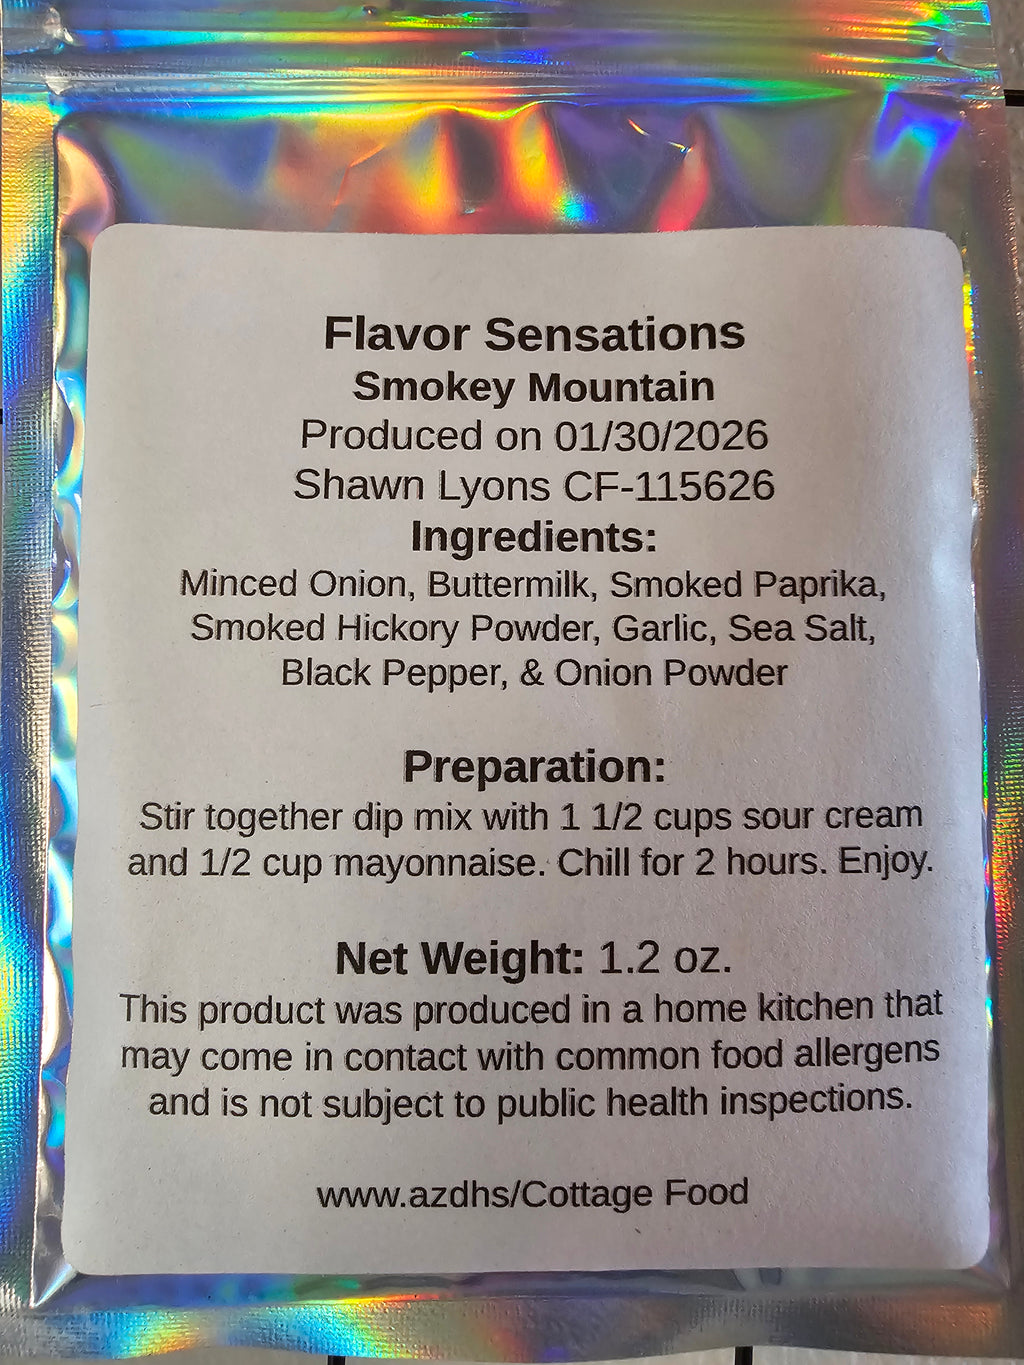 Flavor Sensations
Smokey Mountain
Produced on 01/30/2026
Shawn Lyons CF-115626
Ingredients:
Minced Onion, Buttermilk, Smoked Paprika,
Smoked Hickory Powder, Garlic, Sea Salt,
Black Pepper, & Onion Powder
Preparation:
Stir together dip mix with 1 1/2 cups sour cream
and 1/2 cup mayonnaise. Chill for 2 hours. Enjoy.
Net Weight: 1.2 oz.
This product was produced in a home kitchen that
may come in contact with common food allergens
and is not subject to public health inspections.
www.azdhs/Cottage Food